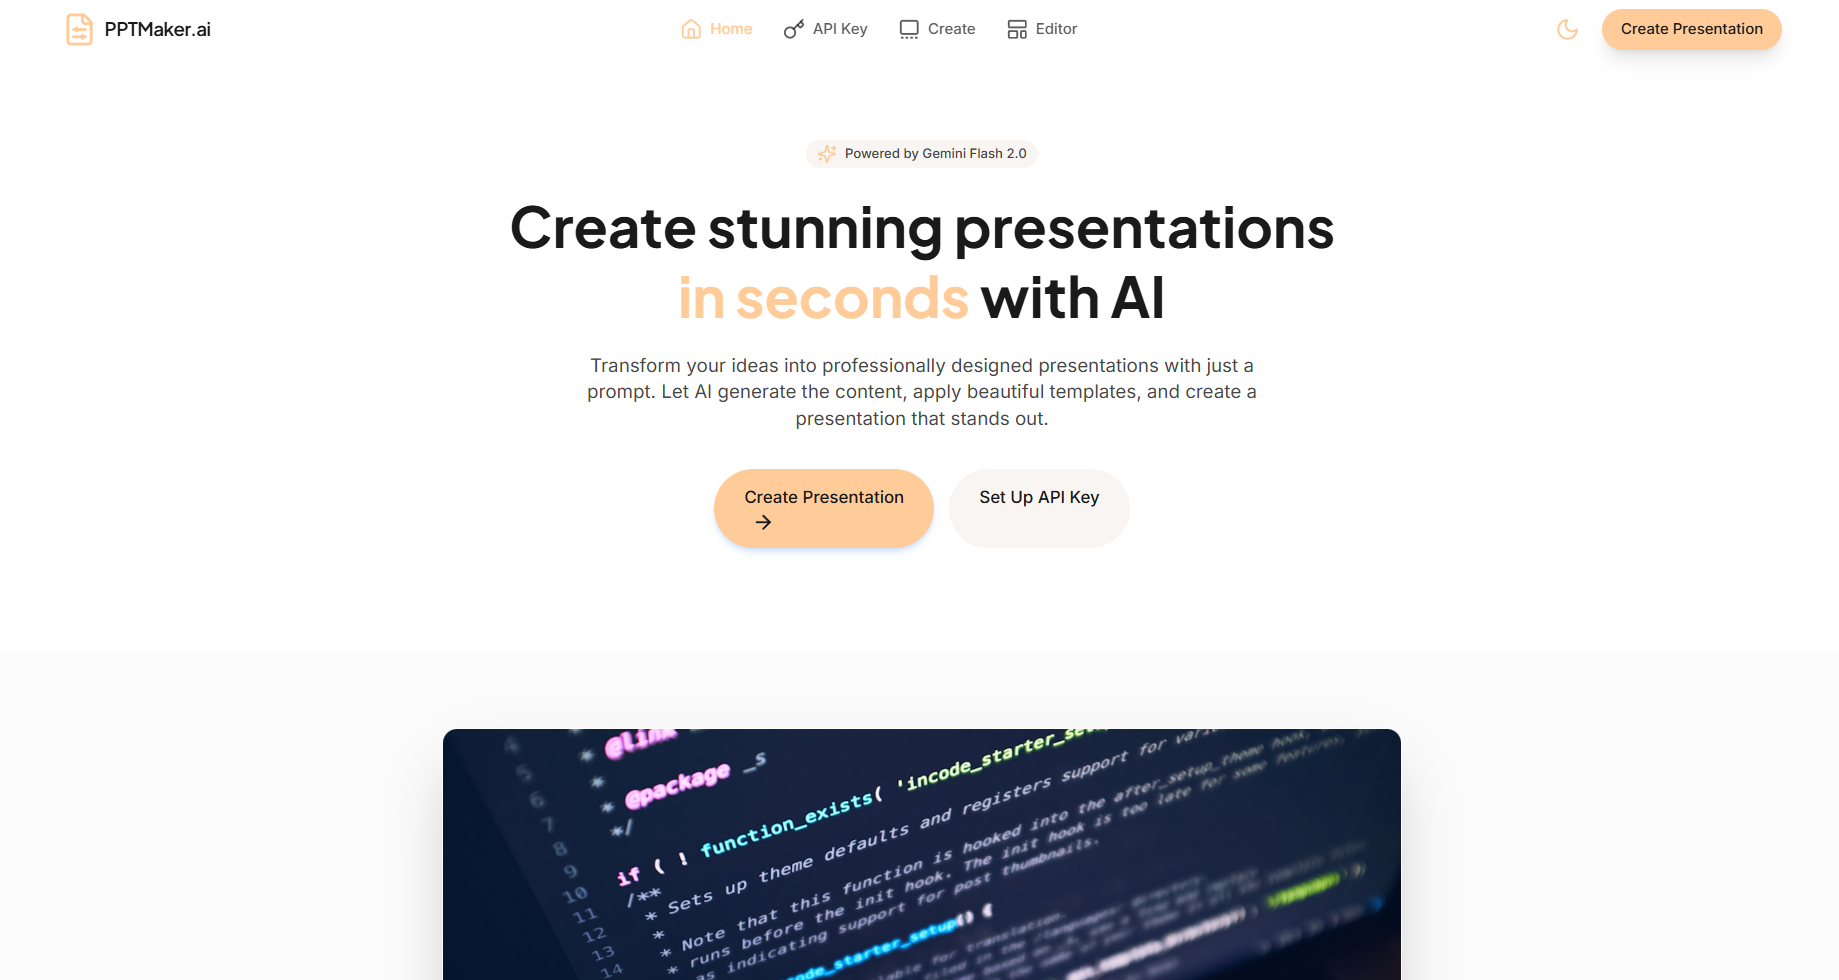 PPTMaker.ai
Home
API Key
Create
Editor
Create Presentation
Powered by Gemini Flash 2.0
Create stunning presentations
in seconds with AI
Transform your ideas into professionally designed presentations with just a
prompt. Let AI generate the content, apply beautiful templates, and create a
presentation that stands out.
Create Presentation
Set Up API Key
4
5 * @link
6 *
7 * @package _s
8 */
9
10 if ( ! function_exists( 'incode_starter_
11 /**
12 * Sets up theme defaults and registers support for
13 *
14 * Note that this function is hooked into the after_setup_theme hook,
* runs before the init hook. The init hook is too late for some features,
as indicating support for post thumbnails.
_starter_setup() {